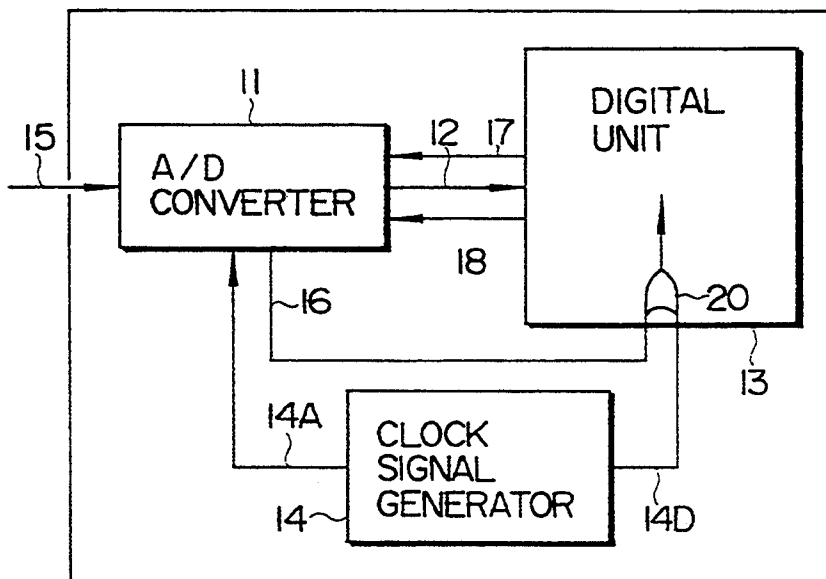 11
15
A/D
CONVERTER
12
17
DIGITAL
UNIT
18
16
20
13
14A
CLOCK
SIGNAL
GENERATOR
14
14D